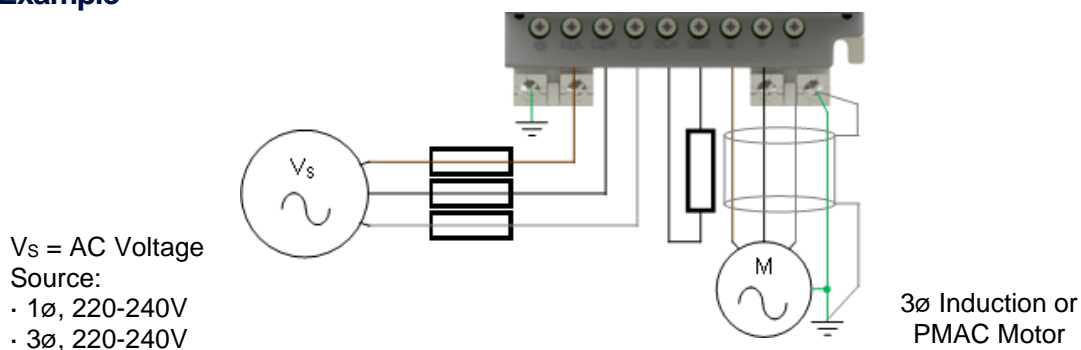 Example
Vs
Vs = AC Voltage
Source:
· 1ø, 220-240V
· 3ø, 220-240V
M
3ø Induction or
PMAC Motor